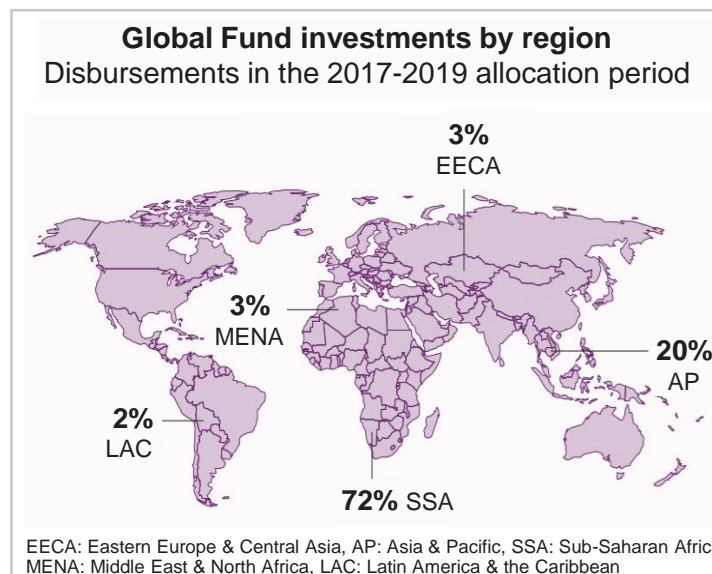 Global Fund investments by region
Disbursements in the 2017-2019 allocation period
3%
EECA
3%
MENA
20%
AP
2%
LAC
72% SSA
EECA: Eastern Europe & Central Asia, AP: Asia & Pacific, SSA: Sub-Saharan Afric
MENA: Middle East & North Africa, LAC: Latin America & the Caribbean